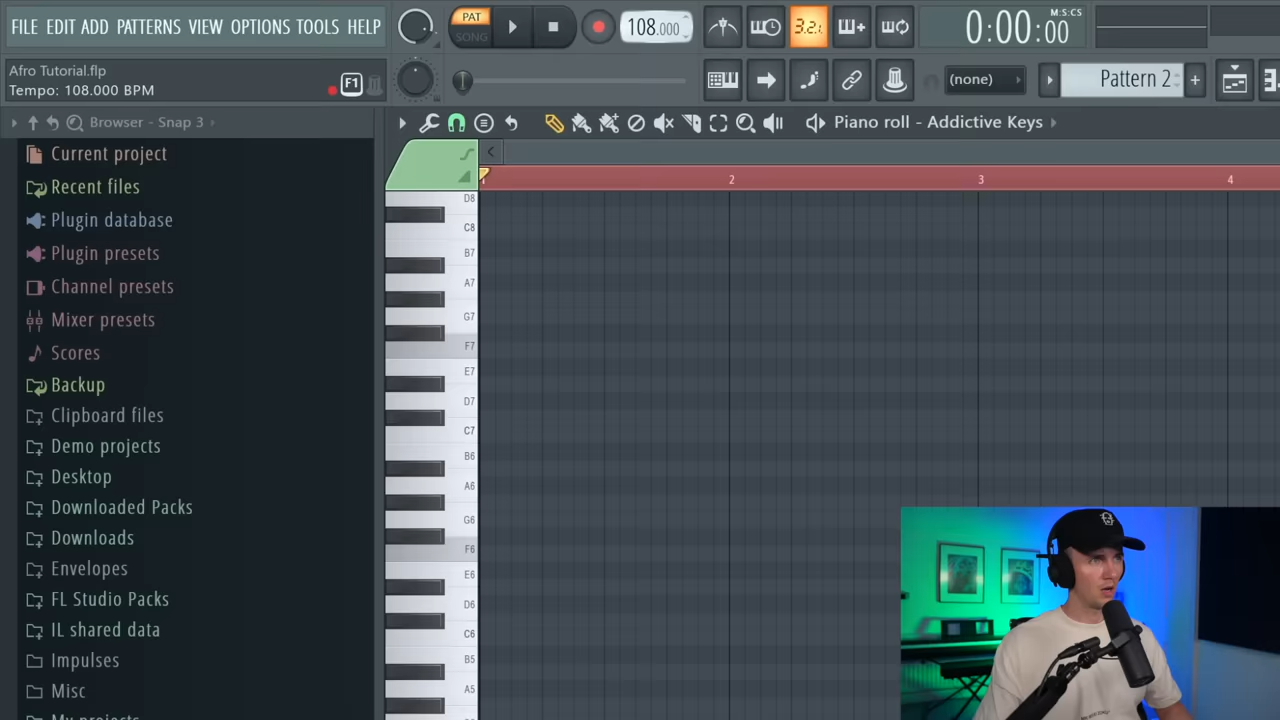 FILE EDIT ADD PATTERNS VIEW OPTIONS TOOLS HELP
PAT
SONG
108.000
3.2.
0:00:00
M:S:CS
Afro Tutorial.flp
Tempo: 108.000 BPM
F1
(none)
Pattern 2
+
Browser - Snap 3
Piano roll - Addictive Keys
Current project
Recent files
Plugin database
Plugin presets
Channel presets
Mixer presets
Scores
Backup
Clipboard files
Demo projects
Desktop
Downloaded Packs
Downloads
Envelopes
FL Studio Packs
IL shared data
Impulses
Misc
My projects
2
3
4
D8
C8
B7
A7
G7
F7
E7
D7
C7
B6
A6
G6
F6
E6
D6
C6
B5
A5